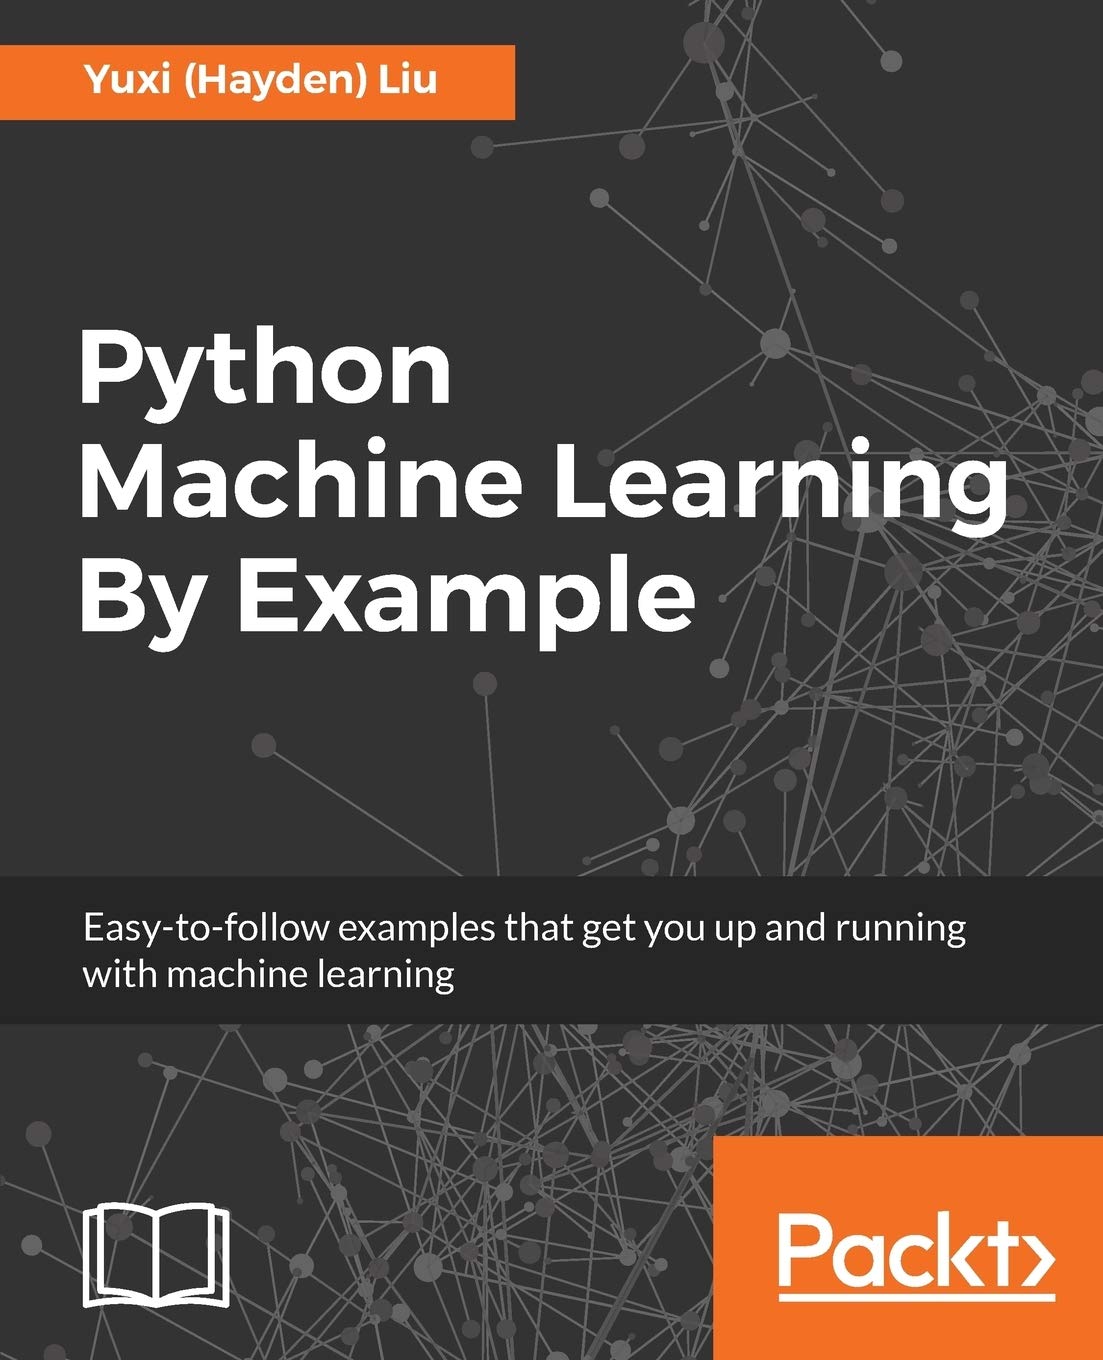 Yuxi (Hayden) Liu
Python
Machine Learning
By Example
Easy-to-follow examples that get you up and running
with machine learning
Packt>